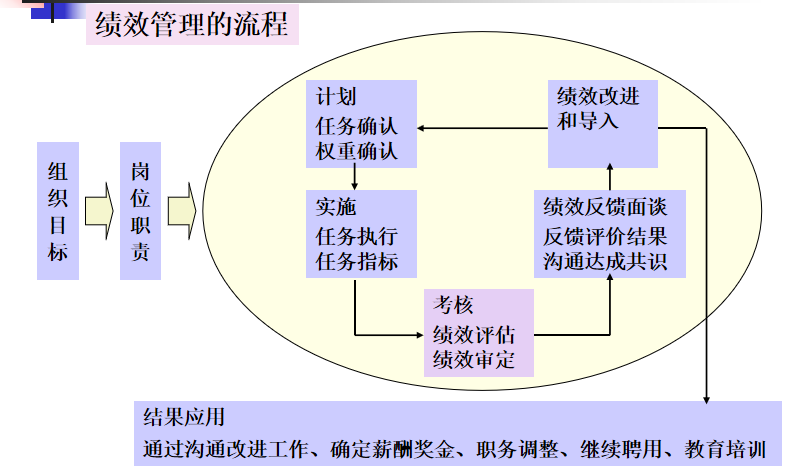 绩效管理的流程
组织目标
岗位职责
计划
任务确认
权重确认
实施
任务执行
任务指标
考核
绩效评估
绩效审定
绩效反馈面谈
反馈评价结果
沟通达成共识
绩效改进
和导入
结果应用
通过沟通改进工作、确定薪酬奖金、职务调整、继续聘用、教育培训